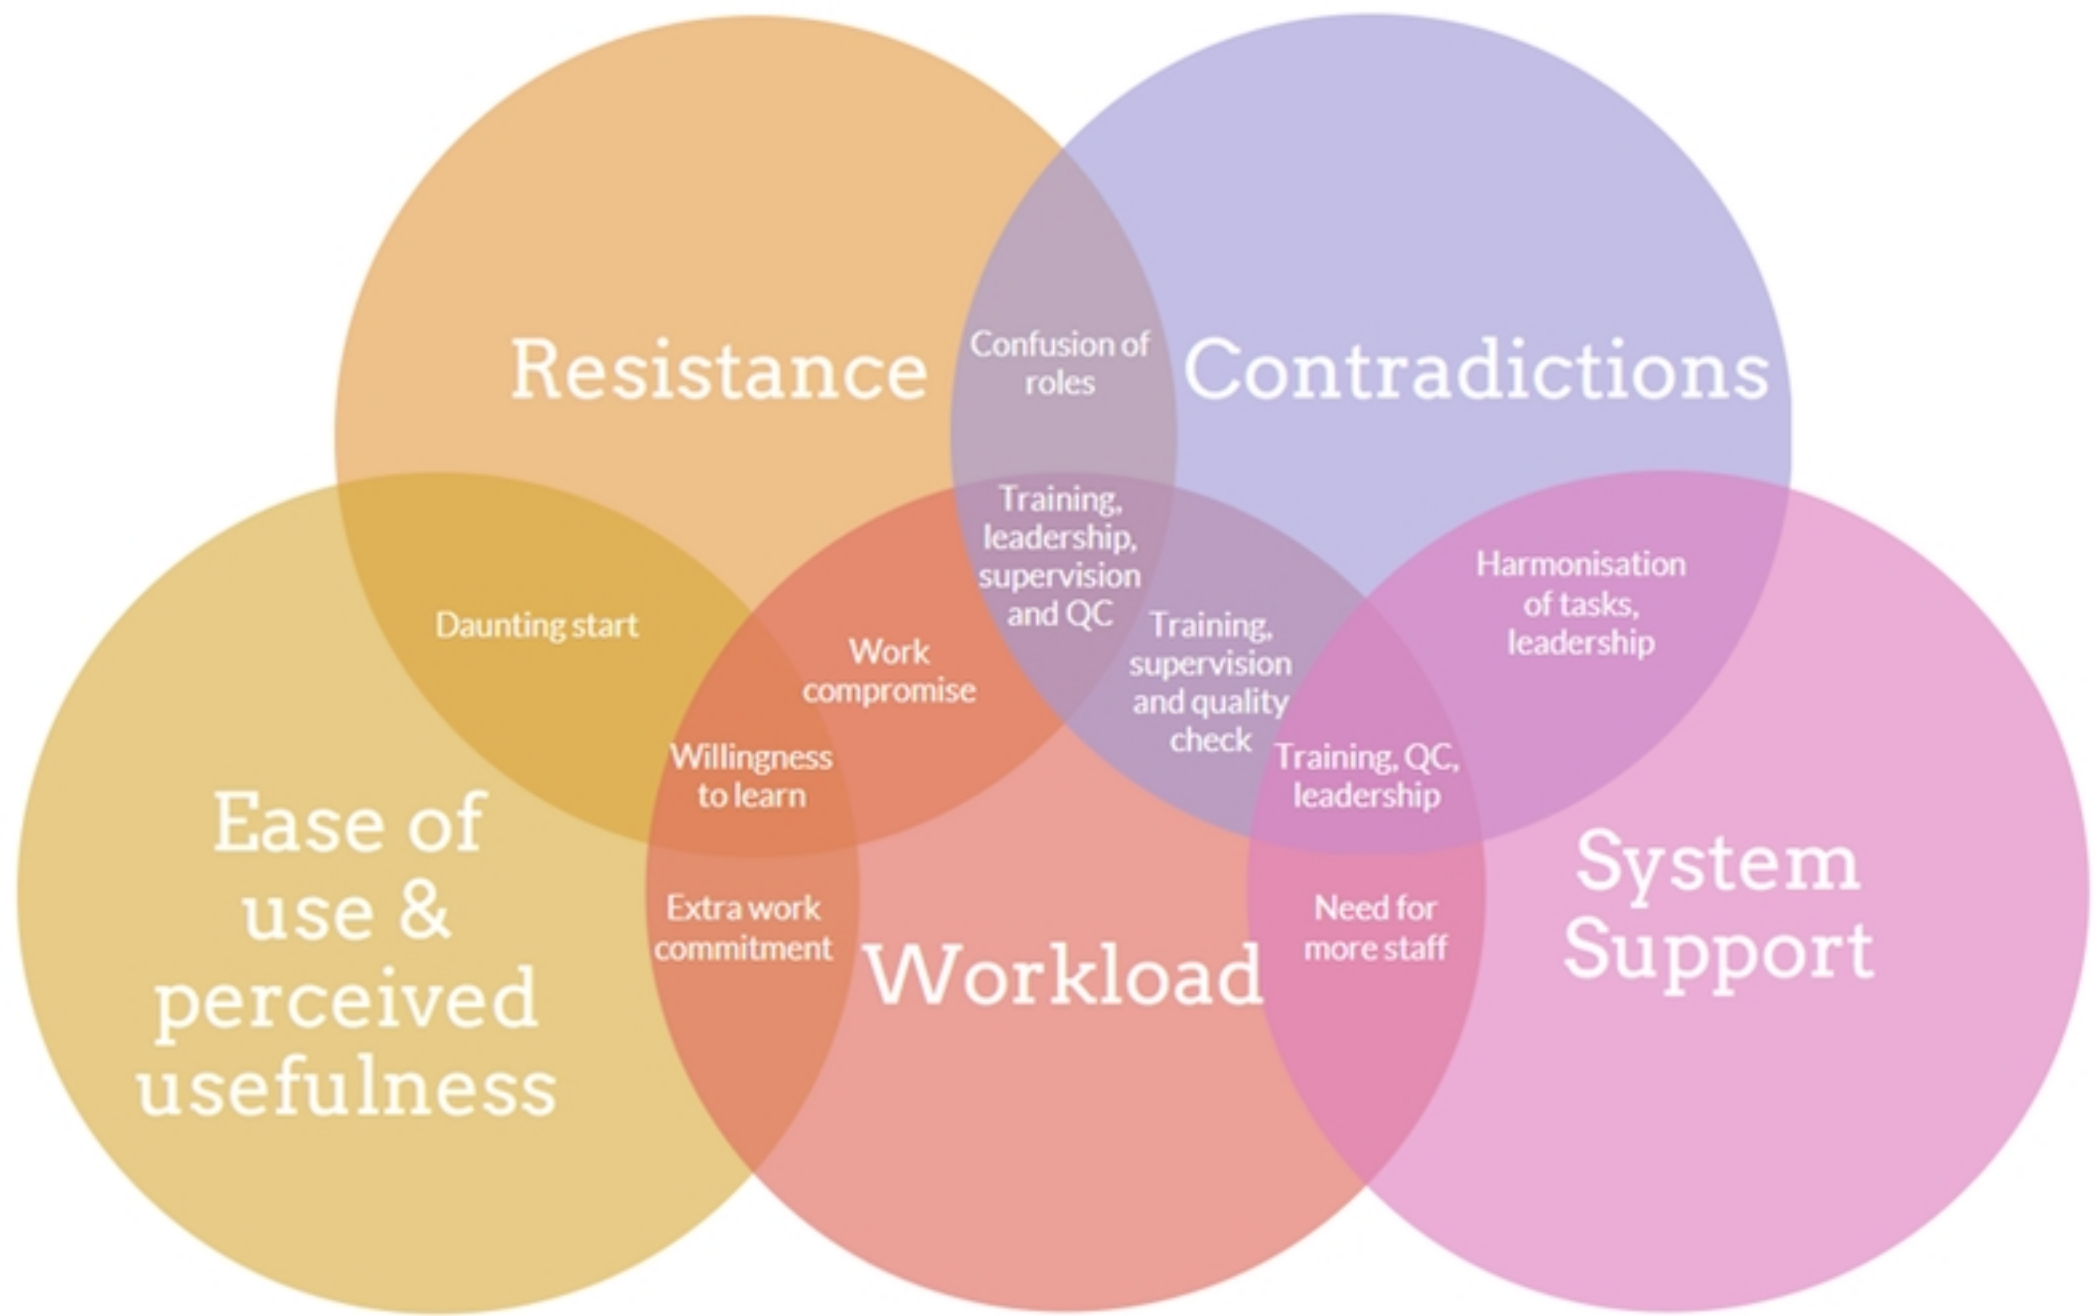 Resistance
Confusion of
roles
Contradictions
Training,
leadership,
supervision
and QC
Harmonisation
of tasks,
leadership
Daunting start
Work
compromise
Training,
supervision
and quality
check
Willingness
to learn
Training, QC,
leadership
Ease of
use &
perceived
usefulness
Extra work
commitment
Workload
Need for
more staff
System
Support